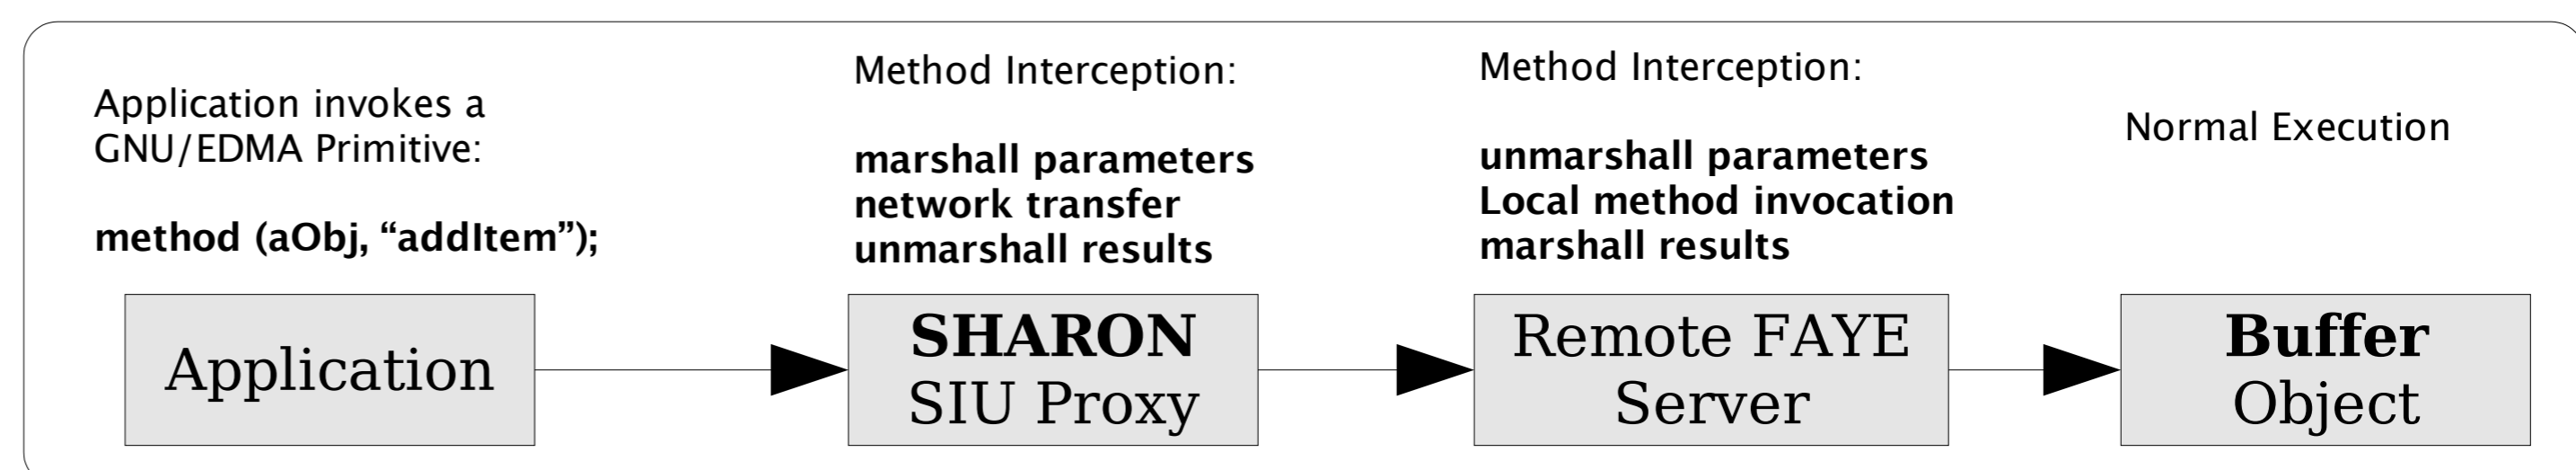 Application invokes a
GNU/EDMA Primitive:
method (aObj, “addItem”);
Application
Method Interception:
marshall parameters
network transfer
unmarshall results
SHARON
SIU Proxy
Method Interception:
unmarshall parameters
Local method invocation
marshall results
Remote FAYE
Server
Normal Execution
Buffer
Object